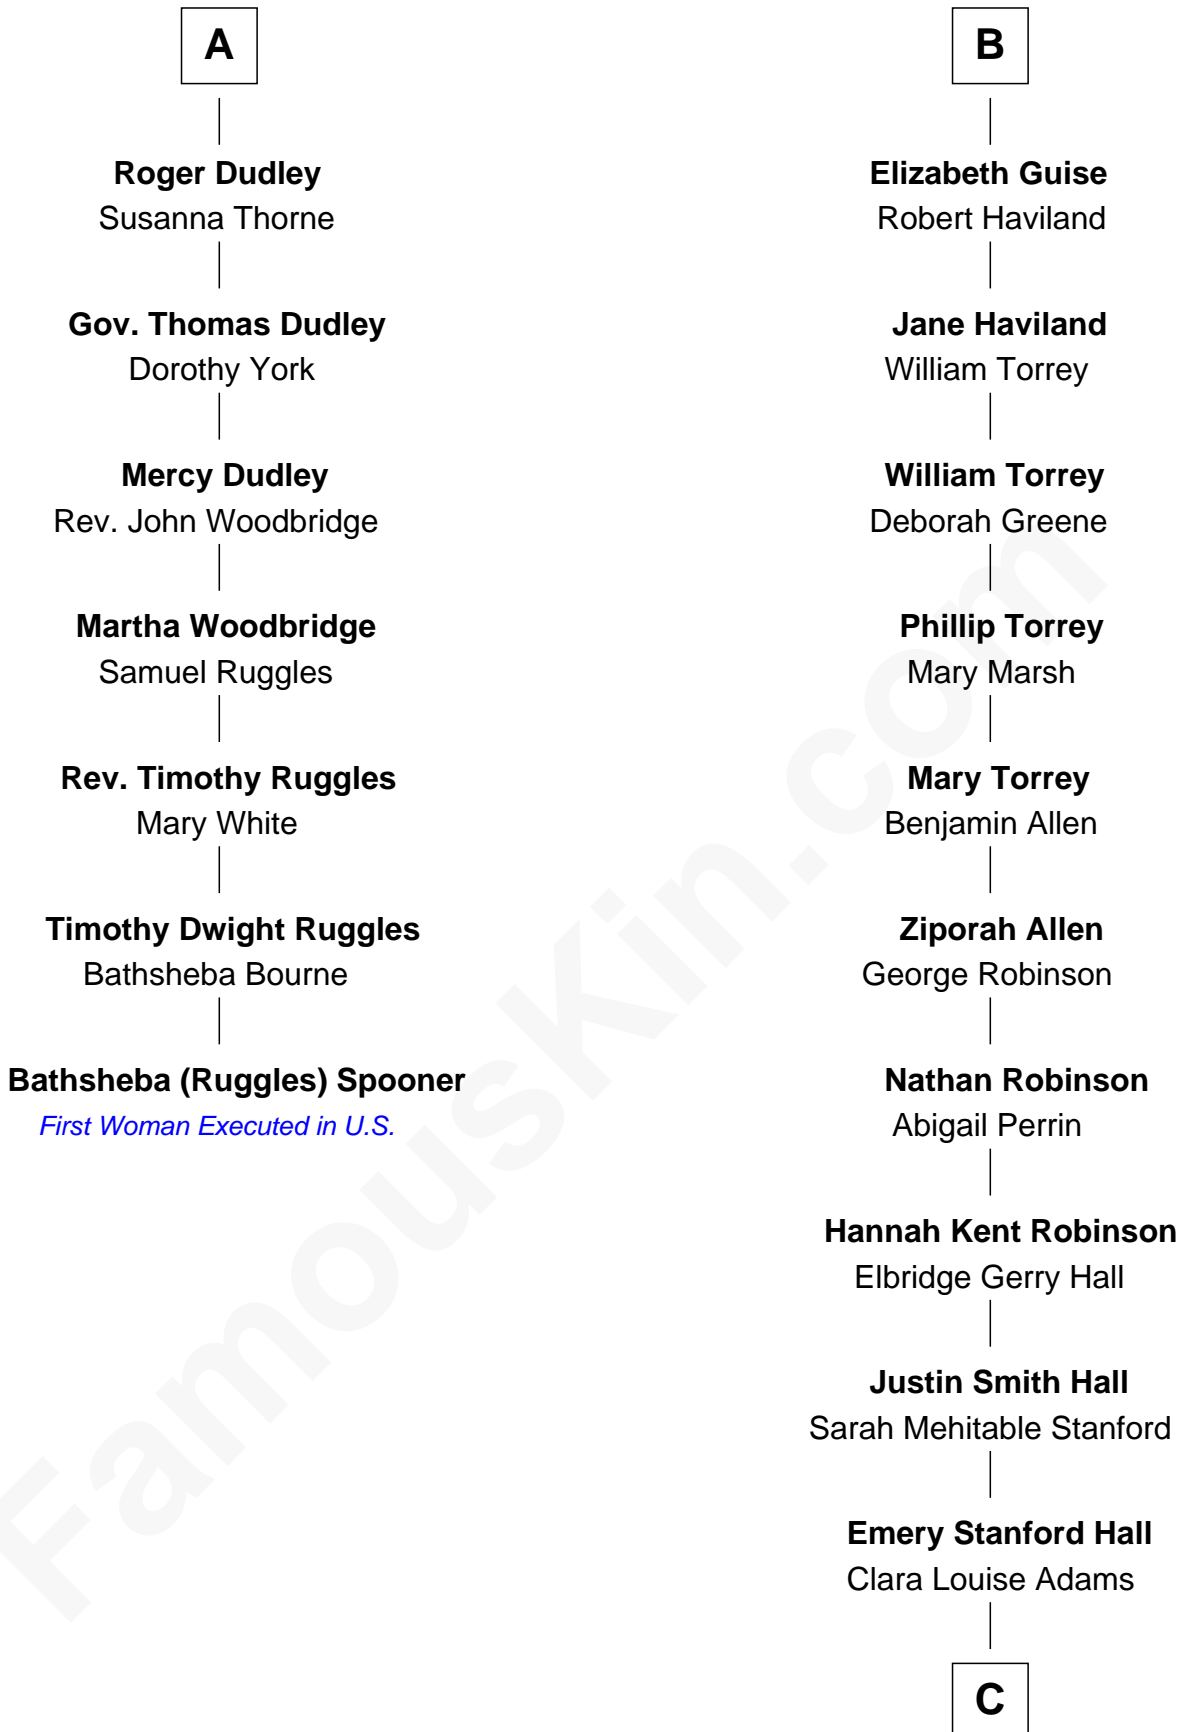 A
Roger Dudley
Susanna Thorne
Gov. Thomas Dudley
Dorothy York
Mercy Dudley
Rev. John Woodbridge
Martha Woodbridge
Samuel Ruggles
Rev. Timothy Ruggles
Mary White
Timothy Dwight Ruggles
Bathsheba Bourne
Bathsheba (Ruggles) Spooner
First Woman Executed in U.S.
B
Elizabeth Guise
Robert Haviland
Jane Haviland
William Torrey
William Torrey
Deborah Greene
Phillip Torrey
Mary Marsh
Mary Torrey
Benjamin Allen
Ziporah Allen
George Robinson
Nathan Robinson
Abigail Perrin
Hannah Kent Robinson
Elbridge Gerry Hall
Justin Smith Hall
Sarah Mehitable Stanford
Emery Stanford Hall
Clara Louise Adams
C
FamousKin.com